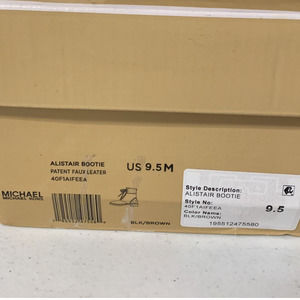 ALISTAIR BOOTIE
PATENT FAUX LEATER
40F1AIFEEA
US 9.5M
MICHAEL
MICHAEL KORS
BLK/BROWN
Style Description:
ALISTAIR BOOTIE
Style No:
40F1AIFEEA
9.5
Color Name:
BLK/BROWN
195512475580